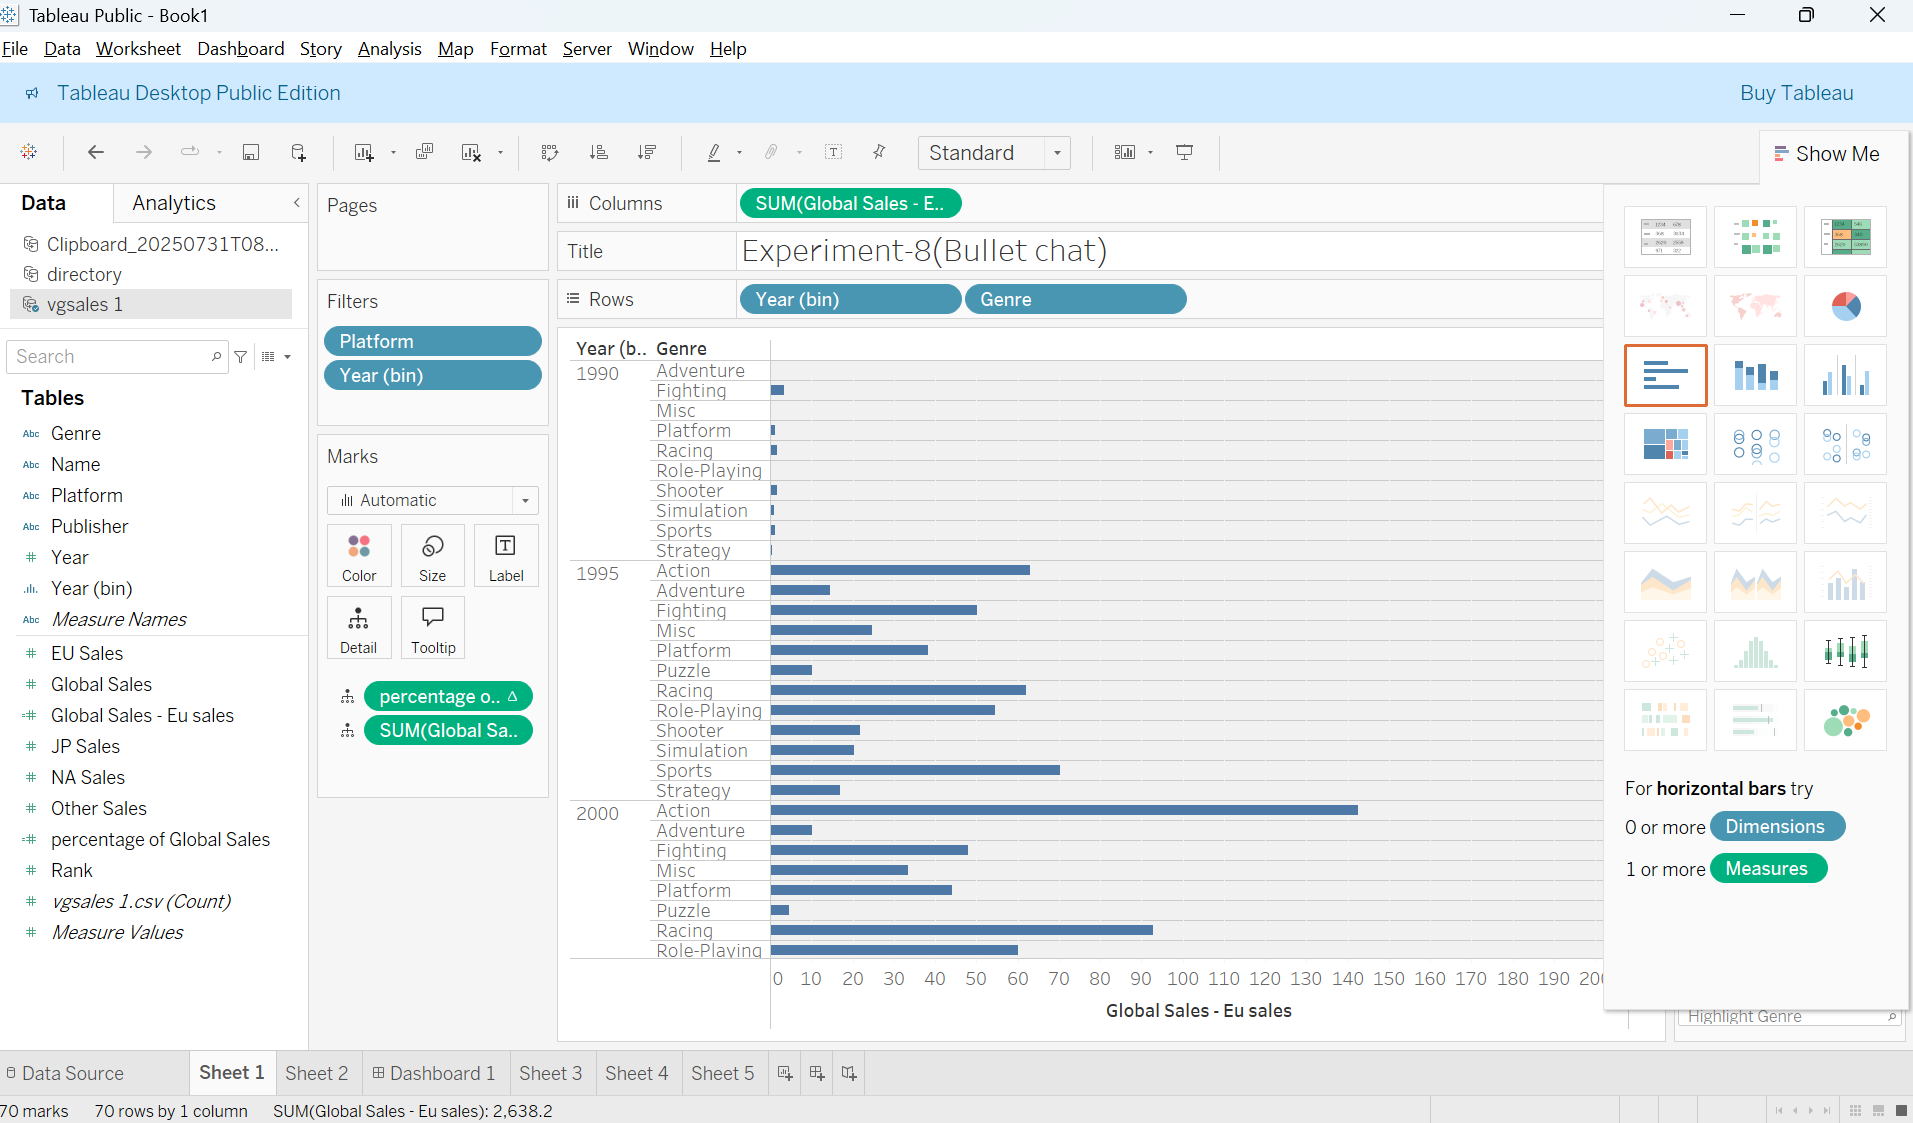 Tableau Public - Book1
File Data Worksheet Dashboard Story Analysis Map Format Server Window Help
Tableau Desktop Public Edition
Buy Tableau
Standard
Show Me
Data
Analytics
Clipboard_20250731T08...
directory
vgsales 1
Search
Tables
Abc Genre
Abc Name
Abc Platform
Abc Publisher
# Year
Year (bin)
Abc Measure Names
# EU Sales
# Global Sales
=# Global Sales - Eu sales
# JP Sales
# NA Sales
# Other Sales
=# percentage of Global Sales
# Rank
# vgsales 1.csv (Count)
# Measure Values
Pages
Filters
Platform
Year (bin)
Marks
Automatic
Color
Size
Label
Detail
Tooltip
percentage o.. Δ
SUM(Global Sa..
Columns
SUM(Global Sales - E..
Title
Experiment-8(Bullet chat)
Rows
Year (bin)
Genre
Year (b.. Genre
1990 Adventure
Fighting
Misc
Platform
Racing
Role-Playing
Shooter
Simulation
Sports
Strategy
1995 Action
Adventure
Fighting
Misc
Platform
Puzzle
Racing
Role-Playing
Shooter
Simulation
Sports
Strategy
2000 Action
Adventure
Fighting
Misc
Platform
Puzzle
Racing
Role-Playing
0 10 20 30 40 50 60 70 80 90 100 110 120 130 140 150 160 170 180 190
Global Sales - Eu sales
For horizontal bars try
0 or more Dimensions
1 or more Measures
Highlight Genre
Data Source
Sheet 1
Sheet 2
Dashboard 1
Sheet 3
Sheet 4
Sheet 5
70 marks
70 rows by 1 column
SUM(Global Sales - Eu sales): 2,638.2